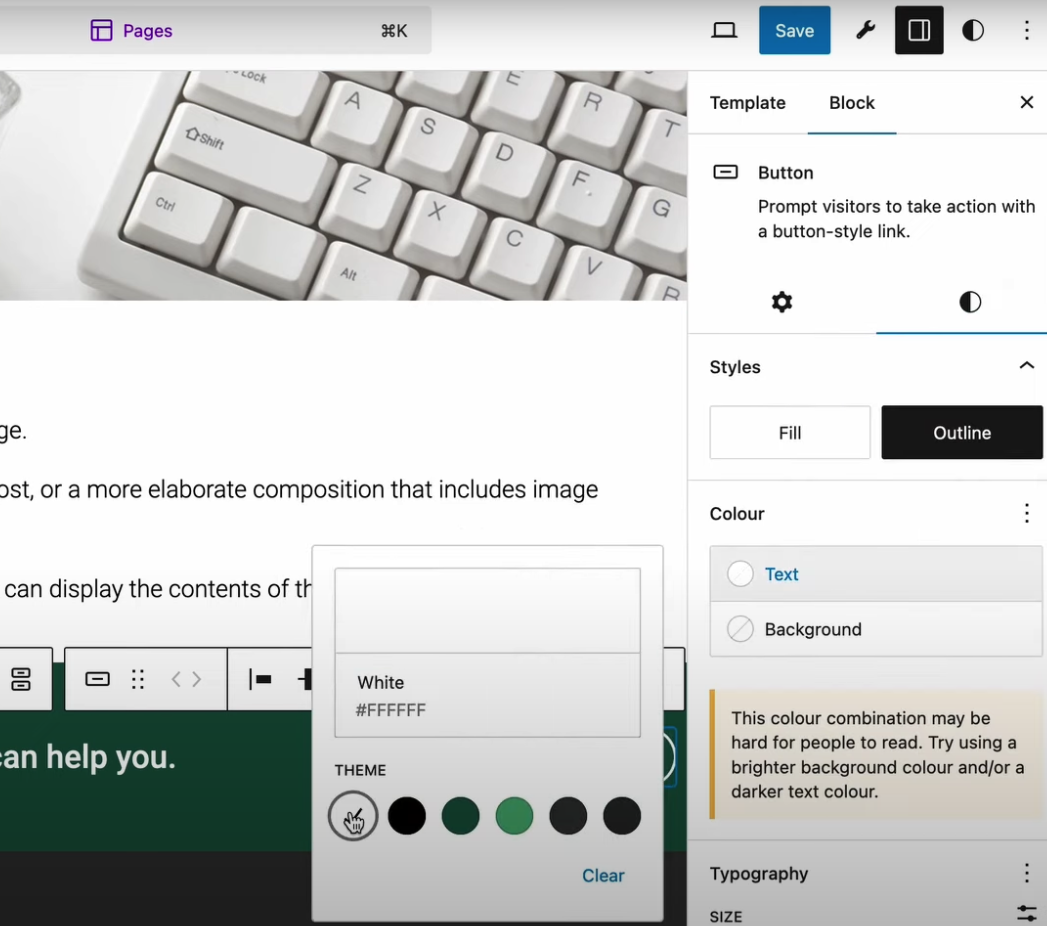 Pages
⌘K
Save
Lock
A
S
E
R
T
Shift
D
F
G
Z
X
C
V
B
Ctrl
Alt
Template
Block
Button
Prompt visitors to take action with
a button-style link.
Styles
Fill
Outline
Colour
Text
Background
This colour combination may be
hard for people to read. Try using a
brighter background colour and/or a
darker text colour.
Typography
SIZE
ge.
ost, or a more elaborate composition that includes image
can display the contents of th
can help you.
White
#FFFFFF
THEME
Clear